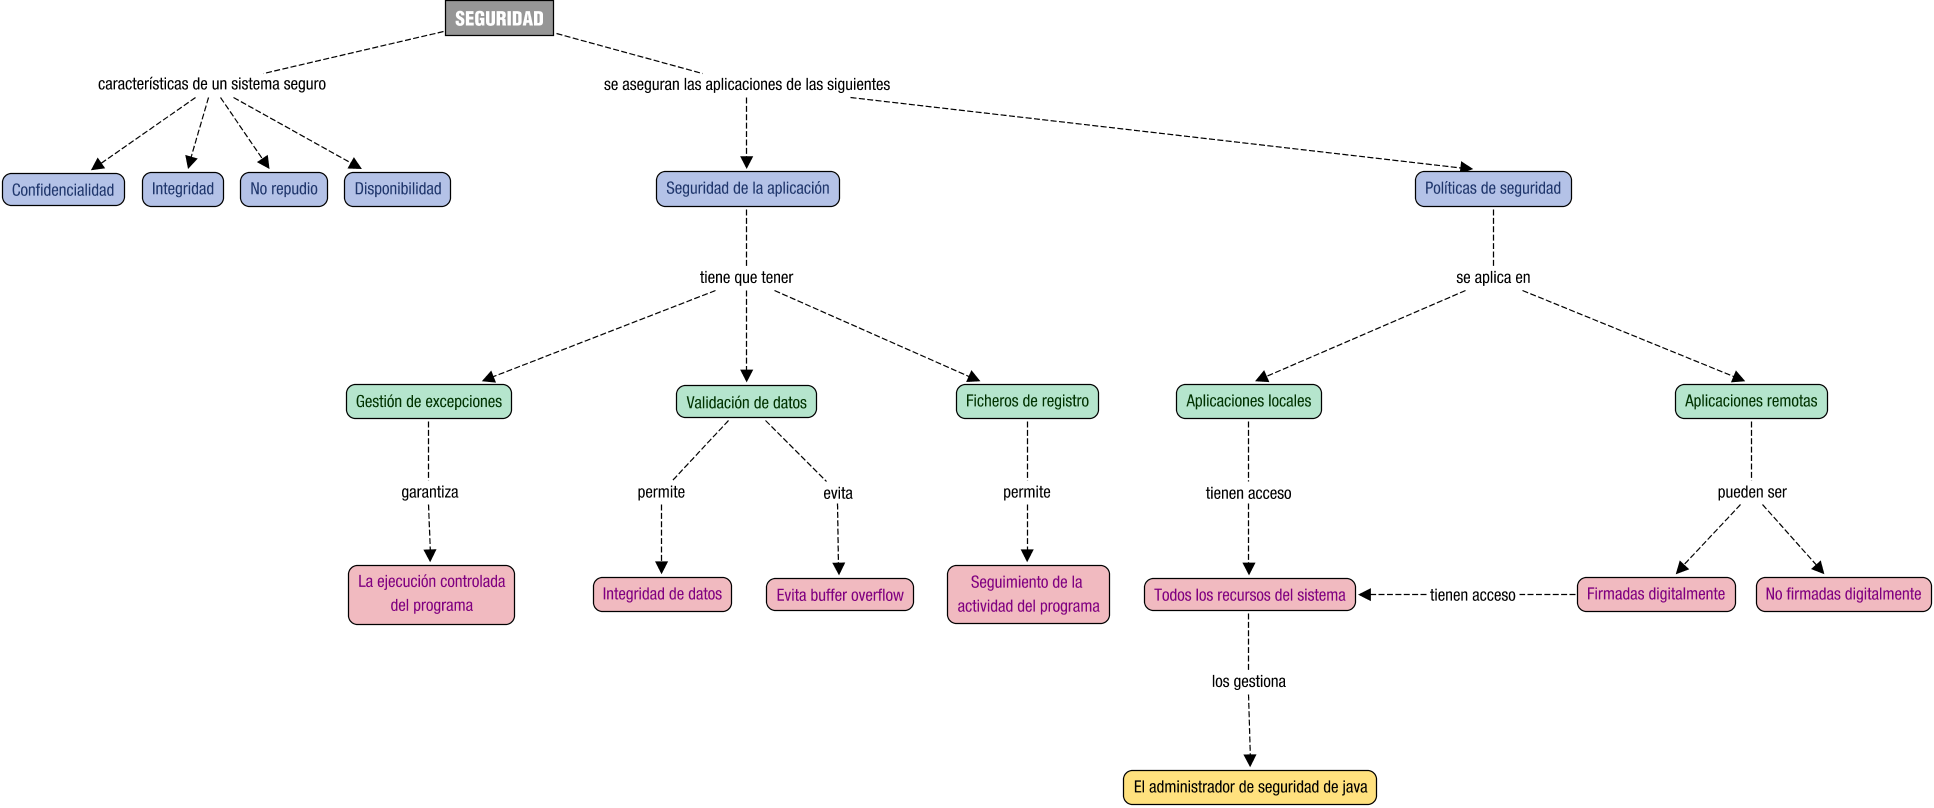 SEGURIDAD
características de un sistema seguro
se aseguran las aplicaciones de las siguientes
Confidencialidad
Integridad
No repudio
Disponibilidad
Seguridad de la aplicación
Políticas de seguridad
tiene que tener
se aplica en
Gestión de excepciones
Validación de datos
Ficheros de registro
Aplicaciones locales
Aplicaciones remotas
garantiza
permite
evita
permite
tienen acceso
pueden ser
La ejecución controlada
del programa
Integridad de datos
Evita buffer overflow
Seguimiento de la
actividad del programa
Todos los recursos del sistema
tienen acceso
Firmadas digitalmente
No firmadas digitalmente
los gestiona
El administrador de seguridad de java